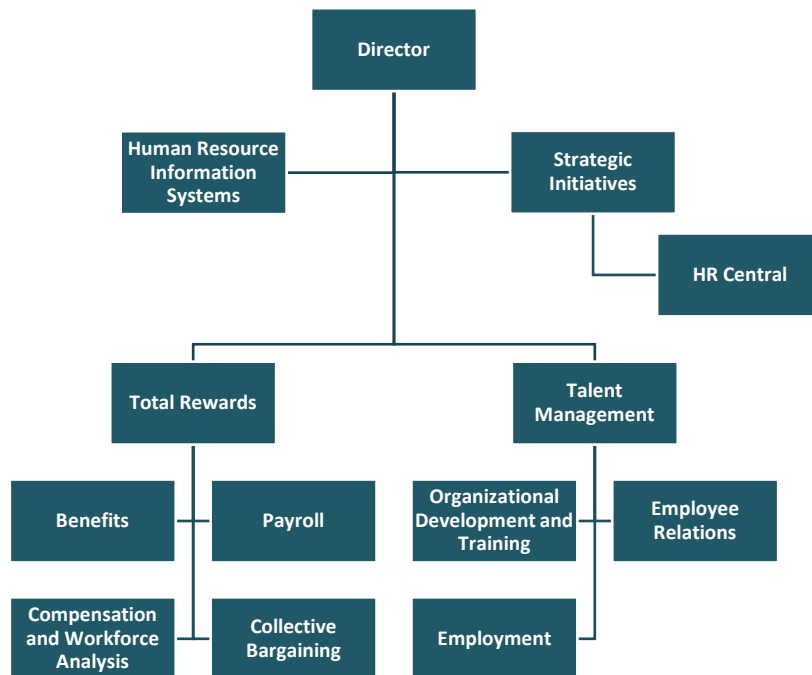 Director
Human Resource
Information
Systems
Strategic
Initiatives
HR Central
Total Rewards
Talent
Management
Benefits
Payroll
Organizational
Development and
Training
Employee
Relations
Compensation
and Workforce
Analysis
Collective
Bargaining
Employment